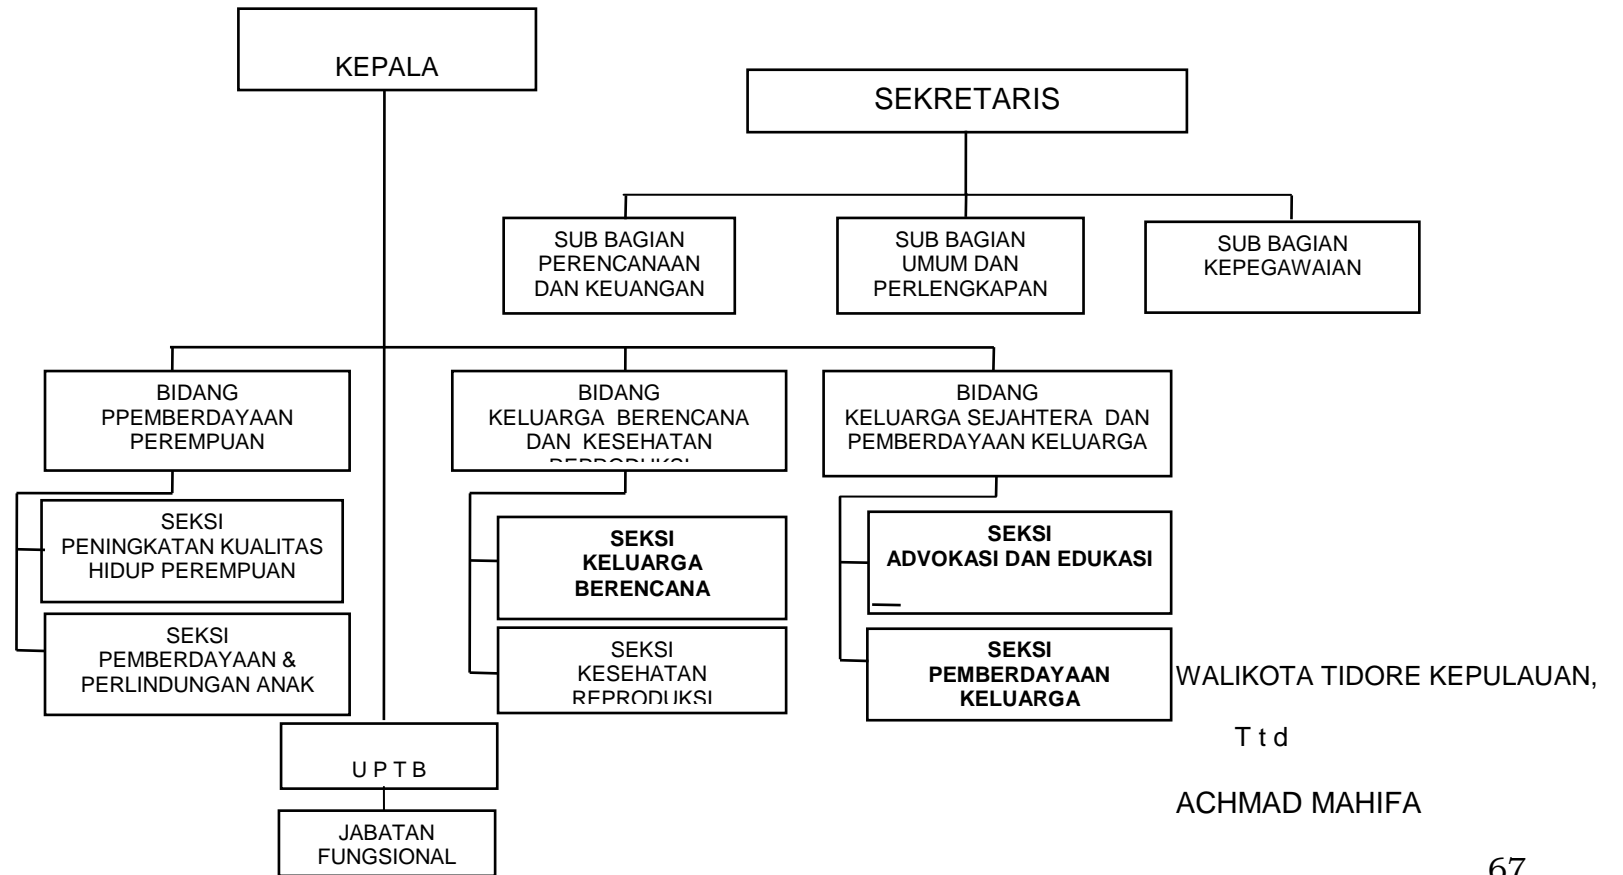 KEPALA
SEKRETARIS
SUB BAGIAN
PERENCANAAN
DAN KEUANGAN
SUB BAGIAN
UMUM DAN
PERLENGKAPAN
SUB BAGIAN
KEPEGAWAIAN
BIDANG
PPEMBERDAYAAN
PEREMPUAN
BIDANG
KELUARGA BERENCANA
DAN KESEHATAN
REPRODUKSI
BIDANG
KELUARGA SEJAHTERA DAN
PEMBERDAYAAN KELUARGA
SEKSI
PENINGKATAN KUALITAS
HIDUP PEREMPUAN
SEKSI
PEMBERDAYAAN &
PERLINDUNGAN ANAK
SEKSI
KELUARGA
BERENCANA
SEKSI
KESEHATAN
REPRODUKSI
SEKSI
ADVOKASI DAN EDUKASI
SEKSI
PEMBERDAYAAN
KELUARGA
U P T B
JABATAN
FUNGSIONAL
WALIKOTA TIDORE KEPULAUAN,
T t d
ACHMAD MAHIFA
67